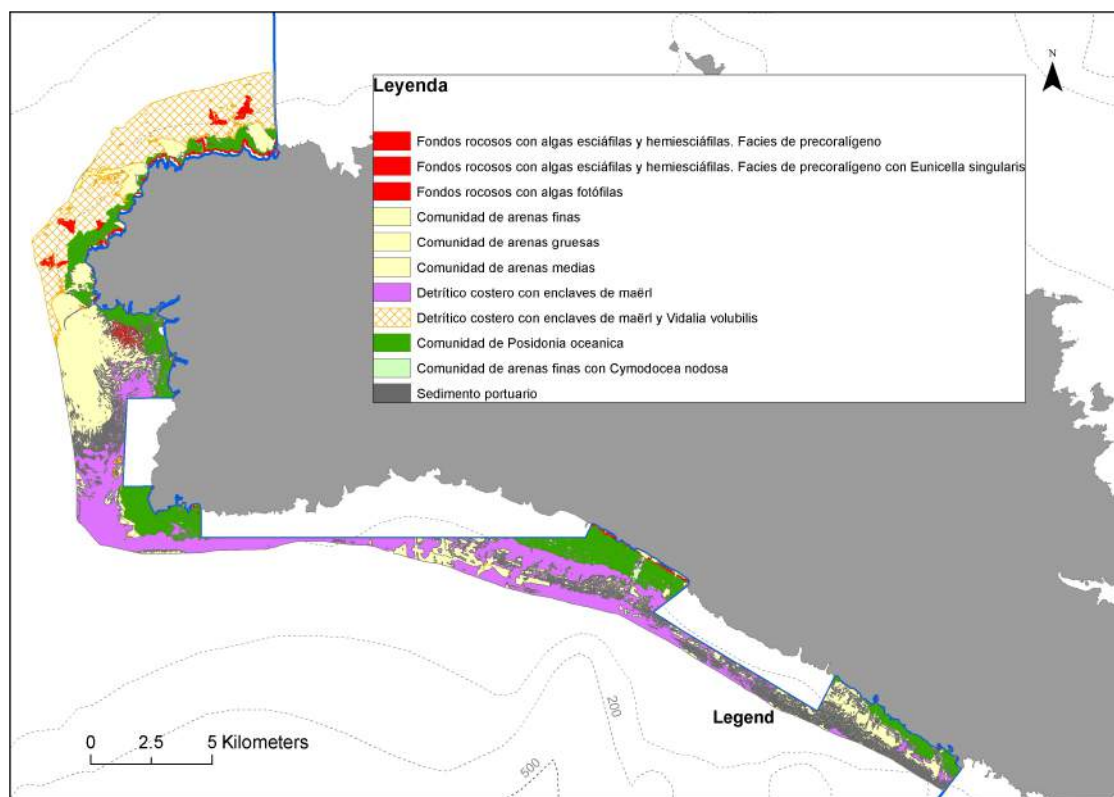 N
Leyenda
Fondos rocosos con algas esciáfilas y hemiesciáfilas. Facies de precoralígeno
Fondos rocosos con algas esciáfilas y hemiesciáfilas. Facies de precoralígeno con Eunicella singularis
Fondos rocosos con algas fotófilas
Comunidad de arenas finas
Comunidad de arenas gruesas
Comunidad de arenas medias
Detrítico costero con enclaves de maërl
Detrítico costero con enclaves de maërl y Vidalia volubilis
Comunidad de Posidonia oceanica
Comunidad de arenas finas con Cymodocea nodosa
Sedimento portuario
Legend
200
500
0 2.5 5 Kilometers